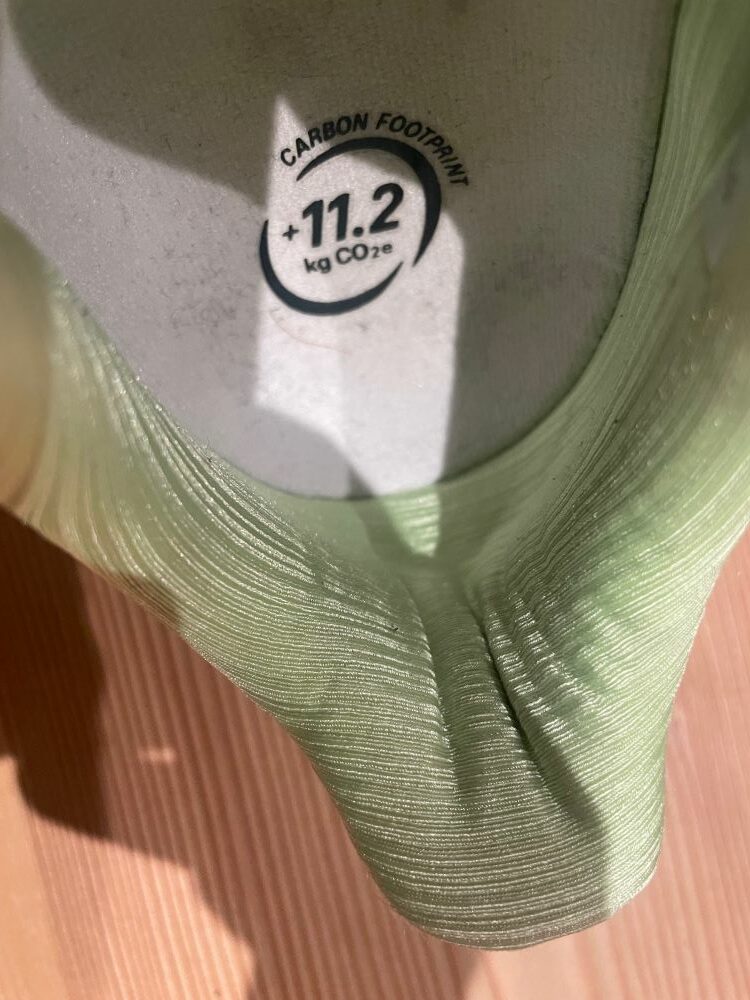 CARBON FOOTPRINT
+11.2
kg CO₂e